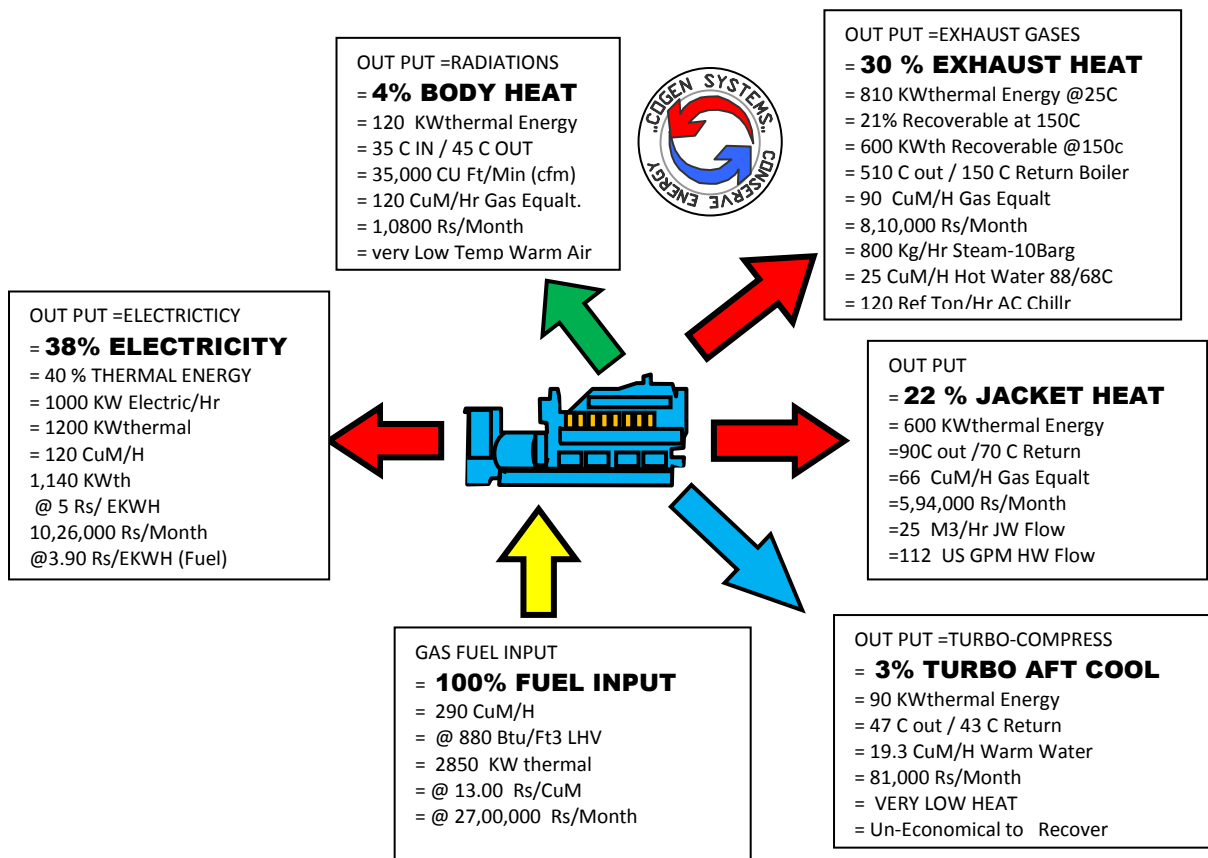 OUT PUT =RADIATIONS
= 4% BODY HEAT
= 120 KWthermal Energy
= 35 C IN / 45 C OUT
= 35,000 CU Ft/Min (cfm)
= 120 CuM/Hr Gas Equalt.
= 1,0800 Rs/Month
= very Low Temp Warm Air
"COGEN SYSTEMS"
CONSERVE ENERGY
OUT PUT =EXHAUST GASES
= 30 % EXHAUST HEAT
= 810 KWthermal Energy @25C
= 21% Recoverable at 150C
= 600 KWth Recoverable @150c
= 510 C out / 150 C Return Boiler
= 90 CuM/H Gas Equalt
= 8,10,000 Rs/Month
= 800 Kg/Hr Steam-10Barg
= 25 CuM/H Hot Water 88/68C
= 120 Ref Ton/Hr AC Chillr
OUT PUT =ELECTRICTICY
= 38% ELECTRICITY
= 40 % THERMAL ENERGY
= 1000 KW Electric/Hr
= 1200 KWthermal
= 120 CuM/H
1,140 KWth
@ 5 Rs/ EKWH
10,26,000 Rs/Month
@3.90 Rs/EKWH (Fuel)
OUT PUT
= 22 % JACKET HEAT
= 600 KWthermal Energy
=90C out /70 C Return
=66 CuM/H Gas Equalt
=5,94,000 Rs/Month
=25 M3/Hr JW Flow
=112 US GPM HW Flow
GAS FUEL INPUT
= 100% FUEL INPUT
= 290 CuM/H
= @ 880 Btu/Ft3 LHV
= 2850 KW thermal
= @ 13.00 Rs/CuM
= @ 27,00,000 Rs/Month
OUT PUT =TURBO-COMPRESS
= 3% TURBO AFT COOL
= 90 KWthermal Energy
= 47 C out / 43 C Return
= 19.3 CuM/H Warm Water
= 81,000 Rs/Month
= VERY LOW HEAT
= Un-Economical to Recover